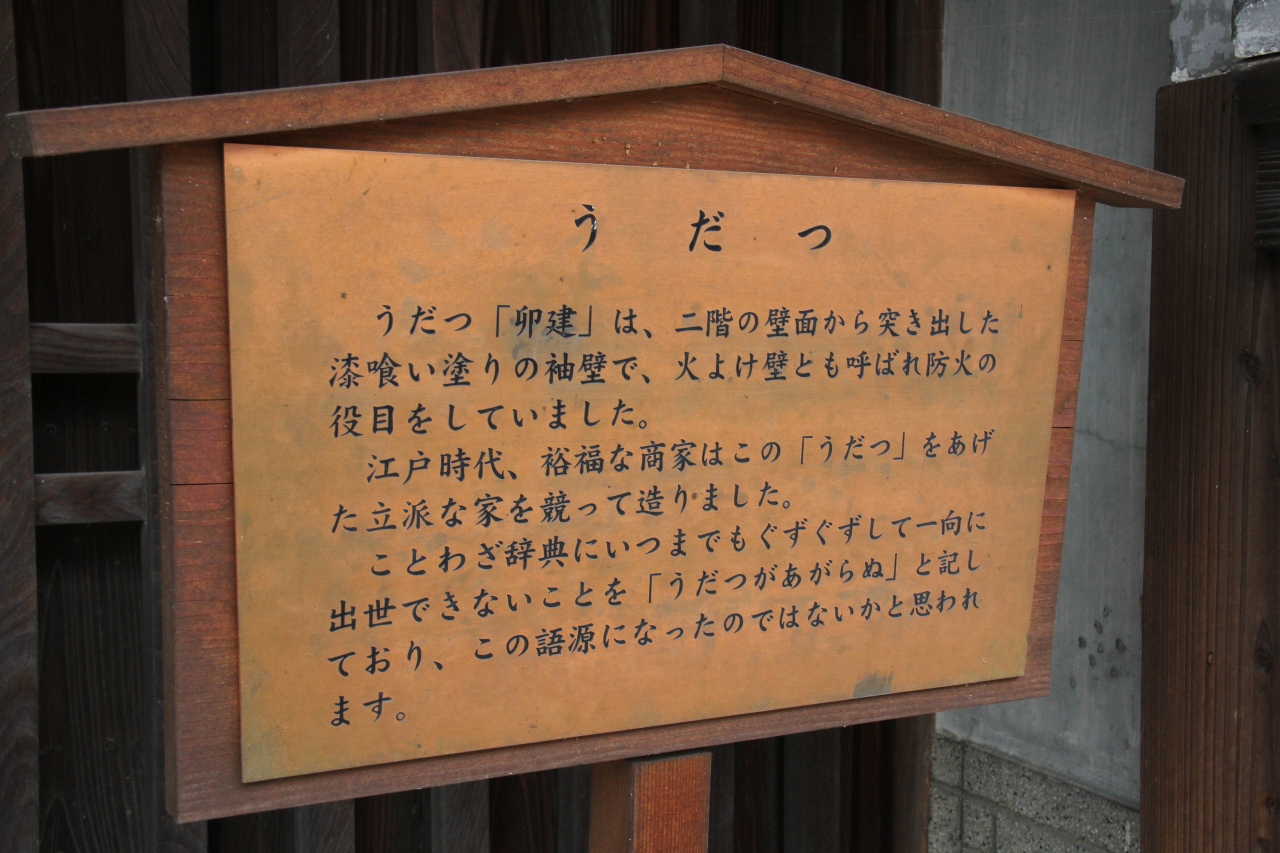 うだつ
うだつ「卯建」は、二階の壁面から突き出した
漆喰い塗りの袖壁で、火よけ壁とも呼ばれ防火の
役目をしていました。
江戸時代、裕福な商家はこの「うだつ」をあげ
た立派な家を競って造りました。
ことわざ辞典にいつまでもぐずぐずして一向に
出世できないことを「うだつがあがらぬ」と記し
ており、この語源になったのではないかと思われ
ます。